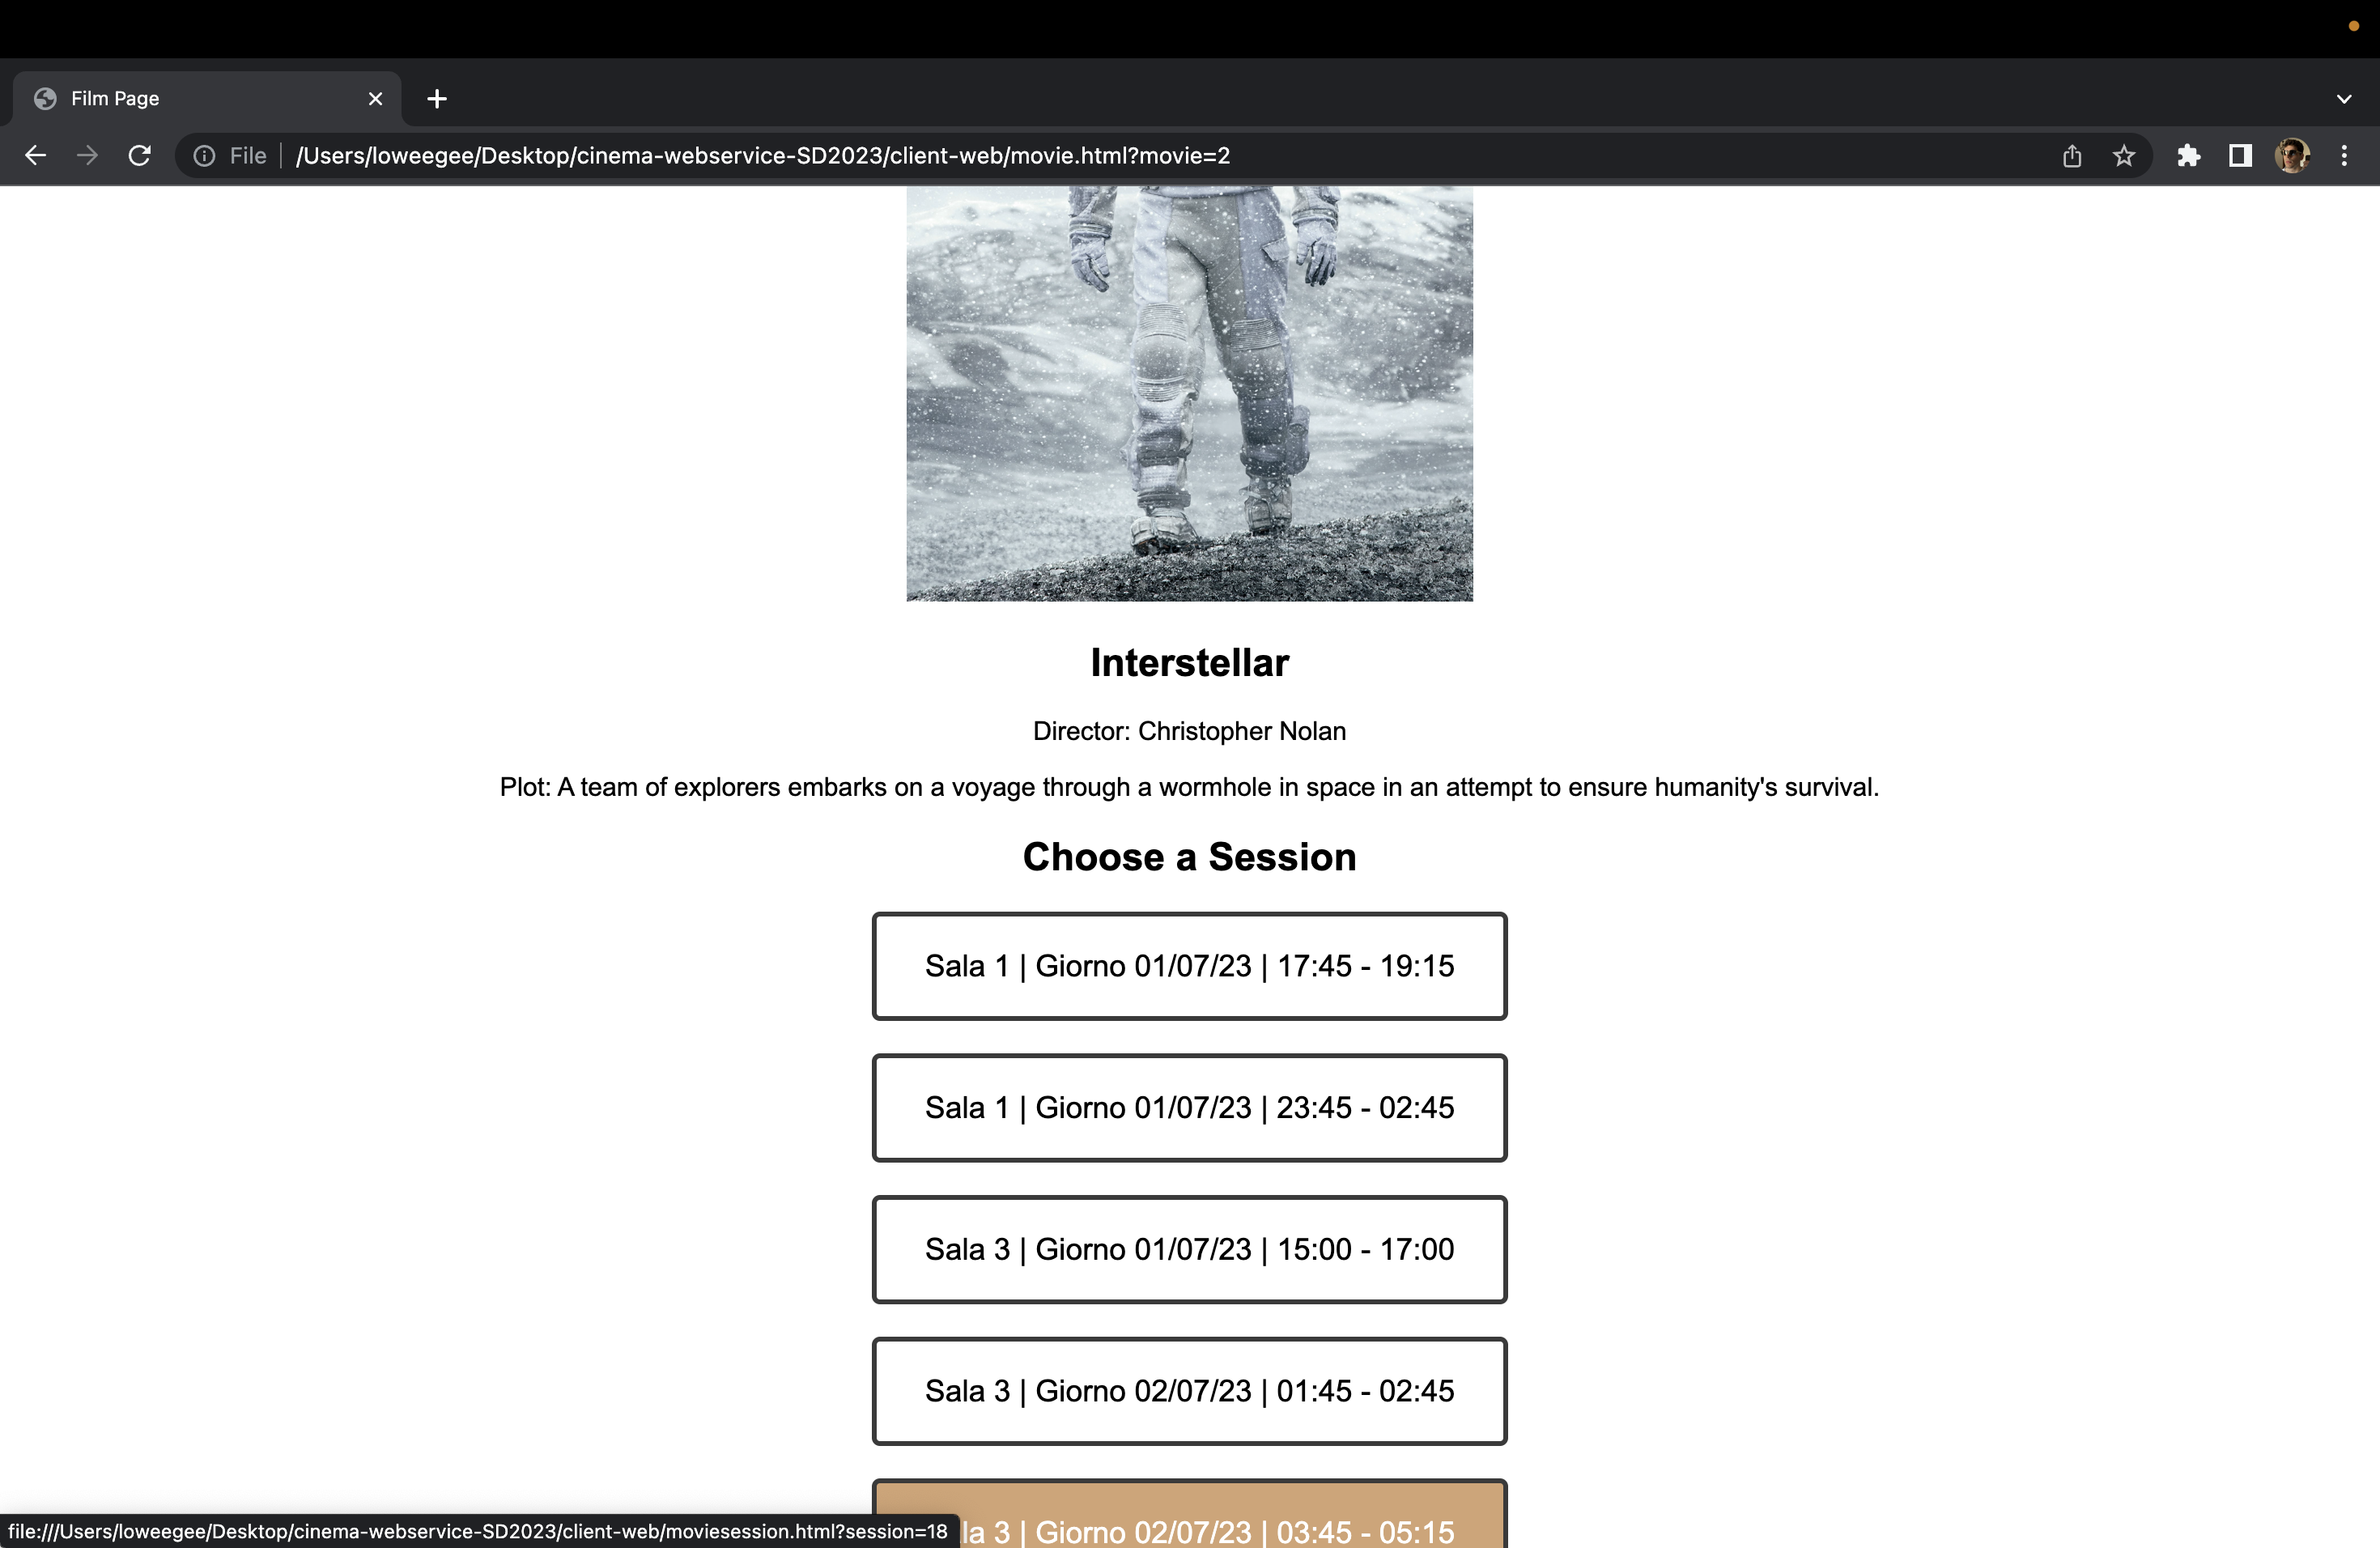 Film Page
File
/Users/loweegee/Desktop/cinema-webservice-SD2023/client-web/movie.html?movie=2
Interstellar
Director: Christopher Nolan
Plot: A team of explorers embarks on a voyage through a wormhole in space in an attempt to ensure humanity's survival.
Choose a Session
Sala 1 | Giorno 01/07/23 | 17:45 - 19:15
Sala 1 | Giorno 01/07/23 | 23:45 - 02:45
Sala 3 | Giorno 01/07/23 | 15:00 - 17:00
Sala 3 | Giorno 02/07/23 | 01:45 - 02:45
la 3 | Giorno 02/07/23 | 03:45 - 05:15
file:///Users/loweegee/Desktop/cinema-webservice-SD2023/client-web/moviesession.html?session=18